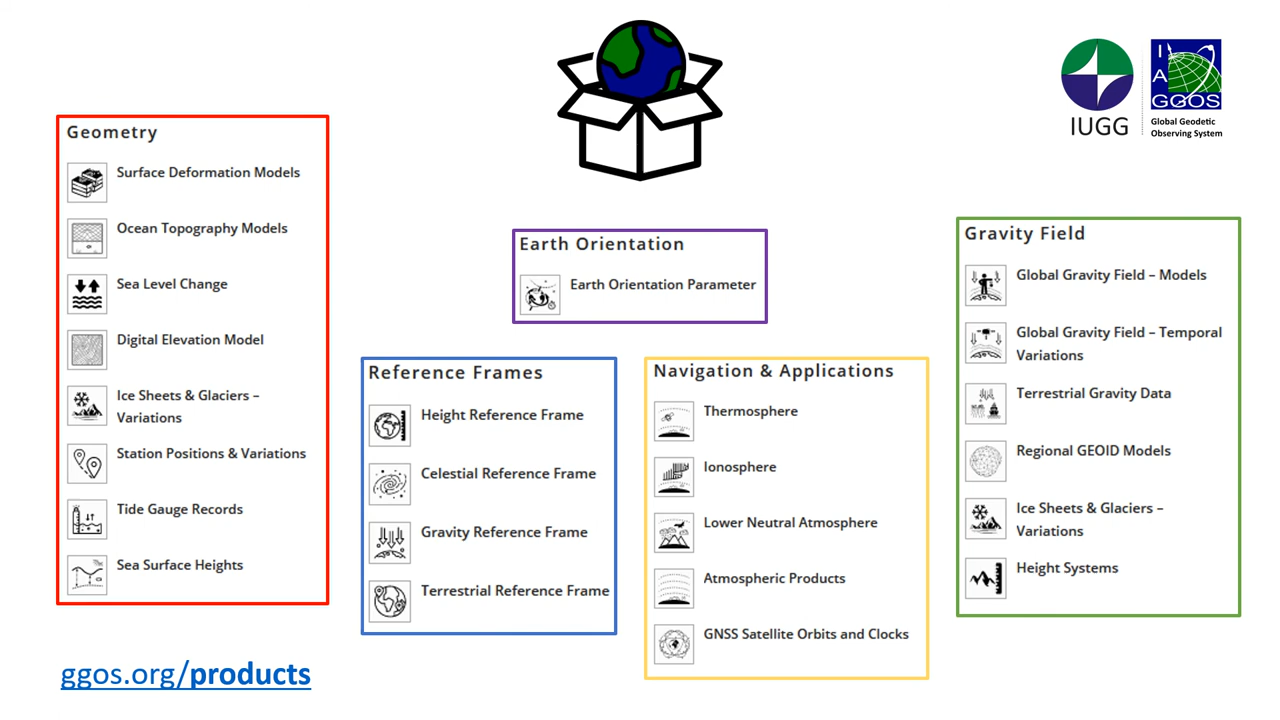 IUGG
I
A
GGOS
Global Geodetic
Observing System
Geometry
Surface Deformation Models
Ocean Topography Models
Sea Level Change
Digital Elevation Model
Ice Sheets & Glaciers –
Variations
Station Positions & Variations
Tide Gauge Records
Sea Surface Heights
Earth Orientation
Earth Orientation Parameter
Reference Frames
Height Reference Frame
Celestial Reference Frame
Gravity Reference Frame
Terrestrial Reference Frame
Navigation & Applications
Thermosphere
Ionosphere
Lower Neutral Atmosphere
Atmospheric Products
GNSS Satellite Orbits and Clocks
Gravity Field
Global Gravity Field – Models
Global Gravity Field – Temporal
Variations
Terrestrial Gravity Data
Regional GEOID Models
Ice Sheets & Glaciers –
Variations
Height Systems
ggos.org/products